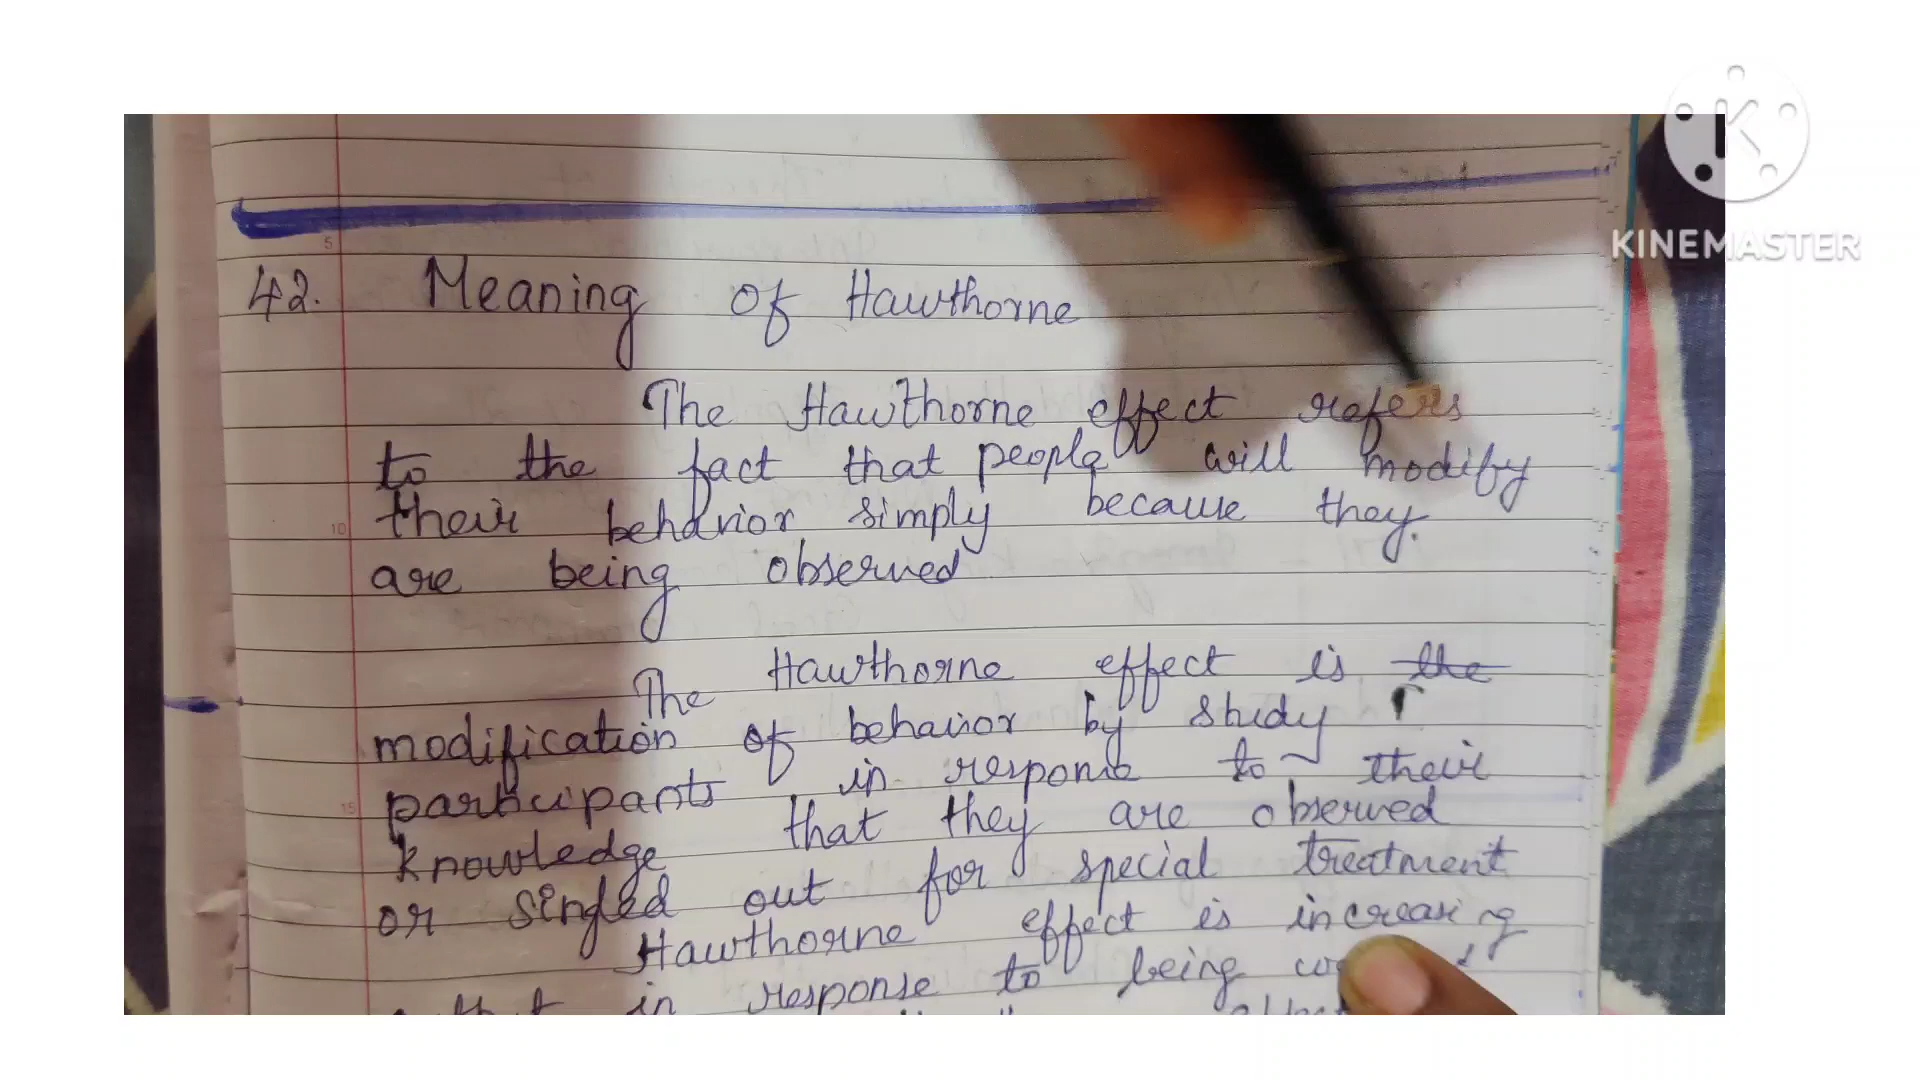 KINEMASTER
42. Meaning of Hawthorne
The Hawthorne effect refers
to the fact that people will modify
their behavior simply because they.
are being observed
The Hawthorne effect is the
modification of behavior by study
participants in response to their
knowledge that they are observed
or singled out for special treatment
Hawthorne effect is increasing
in response to being